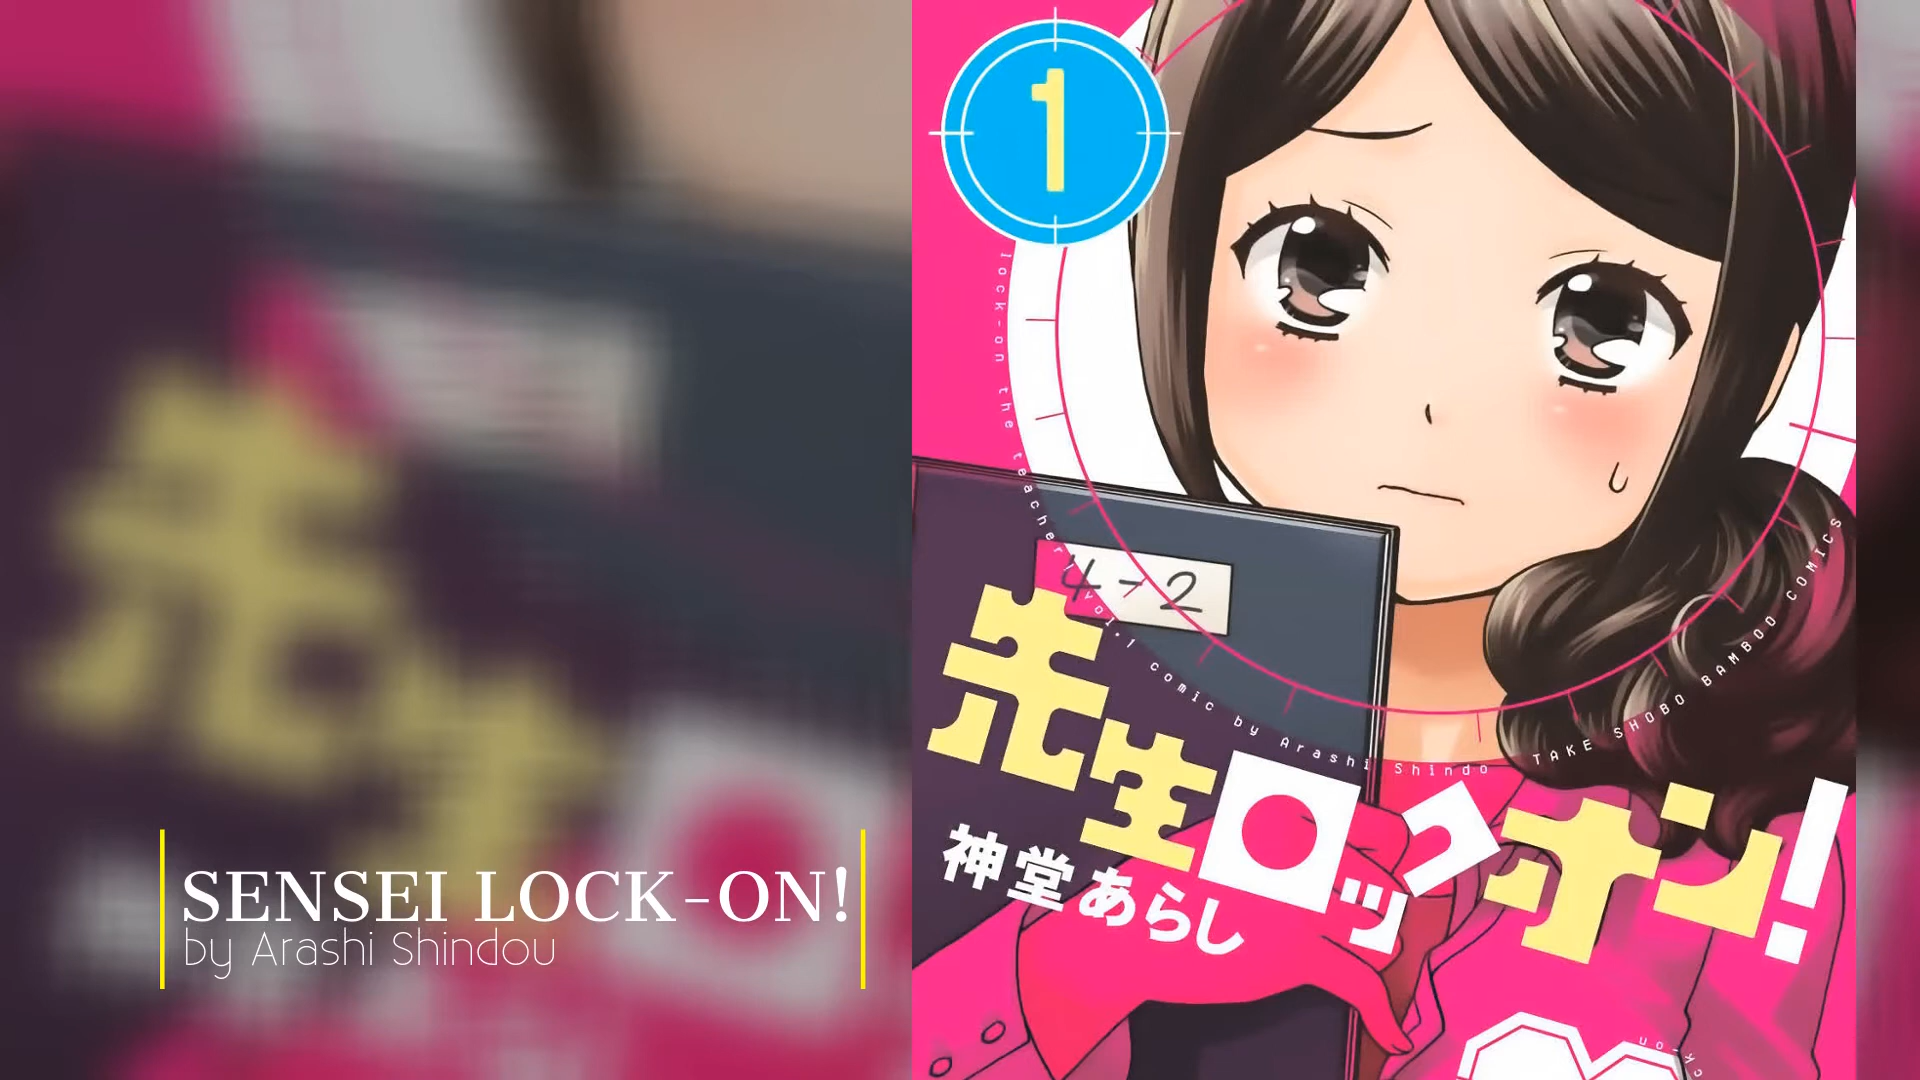 SENSEI LOCK-ON!
by Arashi Shindou
1
4-2
先生ロックオン!
神堂あらし
lock-on the teacher! vol.1 comic by Arashi Shindo
TAKE SHOBO BAMBOO COMICS